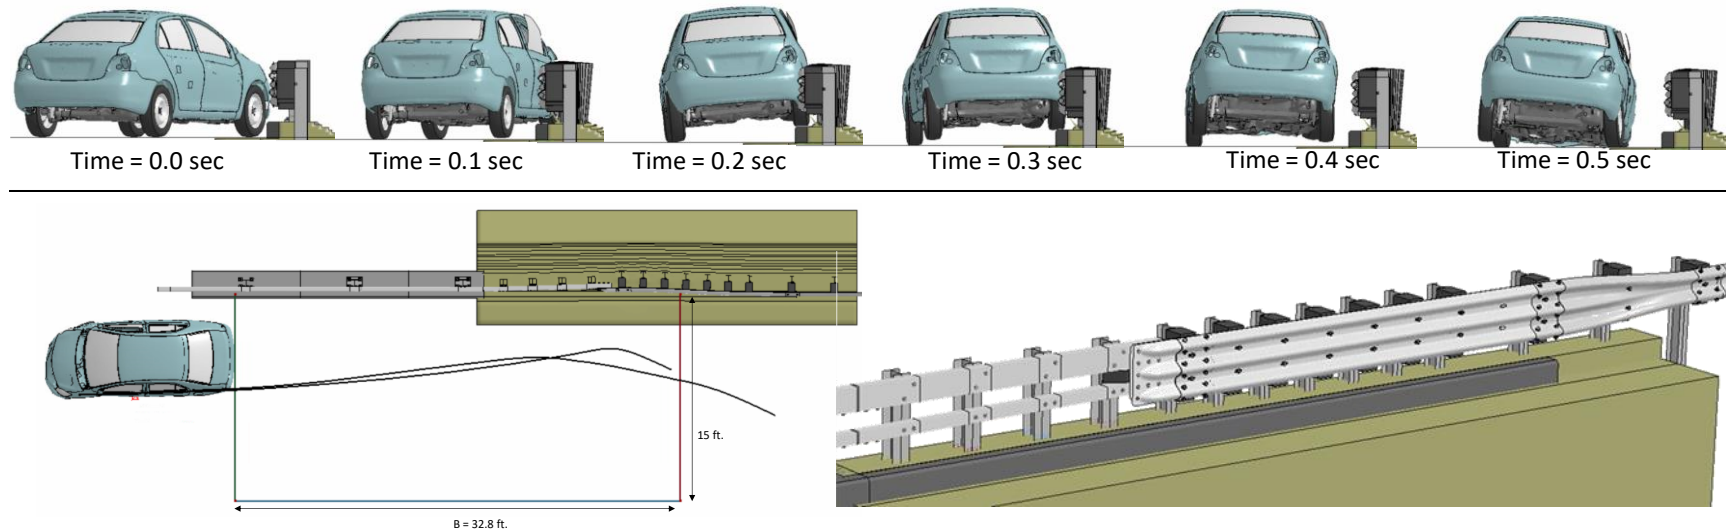 Time = 0.0 sec
Time = 0.1 sec
Time = 0.2 sec
Time = 0.3 sec
Time = 0.4 sec
Time = 0.5 sec
15 ft.
B = 32.8 ft.